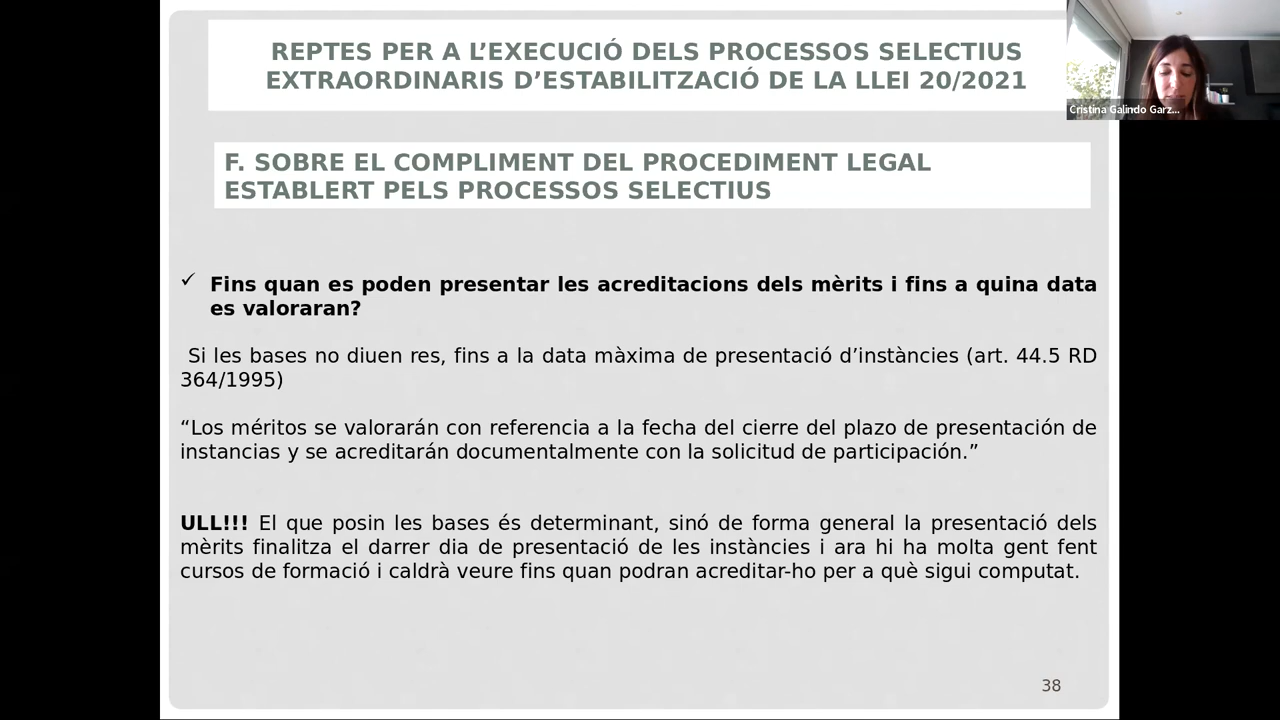 REPTES PER A L’EXECUCIÓ DELS PROCESSOS SELECTIUS
EXTRAORDINARIS D’ESTABILITZACIÓ DE LA LLEI 20/2021
Cristina Galindo Garz...
F. SOBRE EL COMPLIMENT DEL PROCEDIMENT LEGAL
ESTABLERT PELS PROCESSOS SELECTIUS
✓ Fins quan es poden presentar les acreditacions dels mèrits i fins a quina data
es valoraran?
Si les bases no diuen res, fins a la data màxima de presentació d’instàncies (art. 44.5 RD
364/1995)
“Los méritos se valorarán con referencia a la fecha del cierre del plazo de presentación de
instancias y se acreditarán documentalmente con la solicitud de participación.”
ULL!!! El que posin les bases és determinant, sinó de forma general la presentació dels
mèrits finalitza el darrer dia de presentació de les instàncies i ara hi ha molta gent fent
cursos de formació i caldrà veure fins quan podran acreditar-ho per a què sigui computat.
38